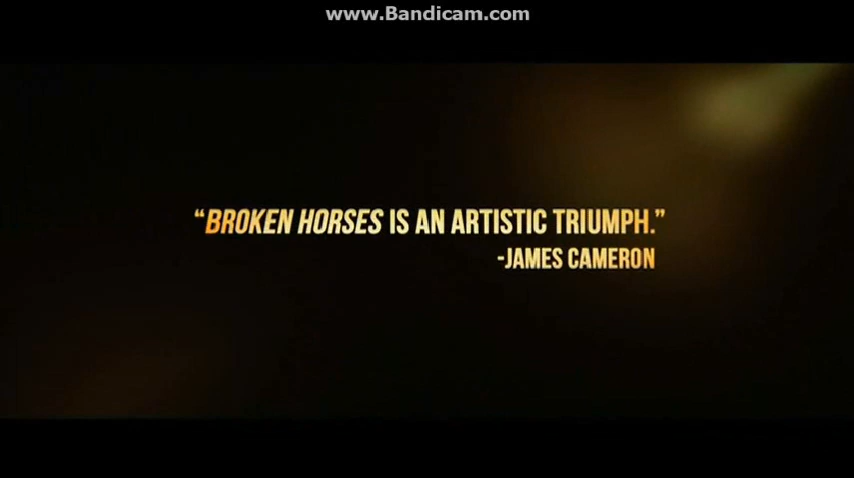 www.Bandicam.com
“BROKEN HORSES IS AN ARTISTIC TRIUMPH.”
-JAMES CAMERON